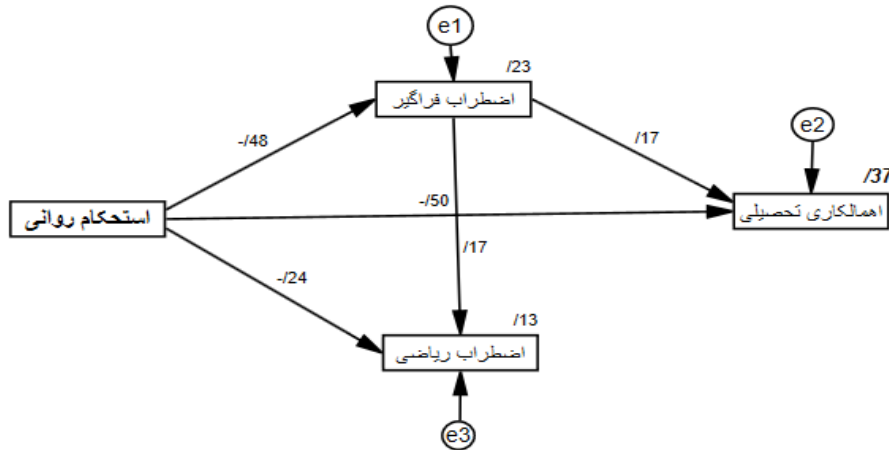 e1
/23
اضطراب فراگیر
e2
-/48
/17
/37
استحکام روانی
-/50
اهمالکاری تحصیلی
/17
-/24
/13
اضطراب ریاضی
e3